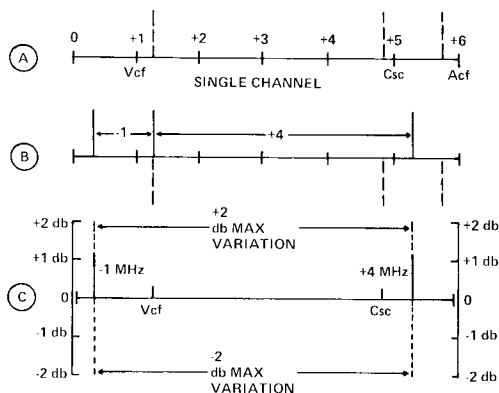 0 +1 +2 +3 +4 +5 +6
A
Vcf SINGLE CHANNEL Csc Acf
-1 +4
B
+2
+2 db db MAX +2 db
VARIATION
+1 db -1 MHz +4 MHz +1 db
C 0 0
Vcf Csc
-1 db -1 db
-2
-2 db db MAX -2 db
VARIATION